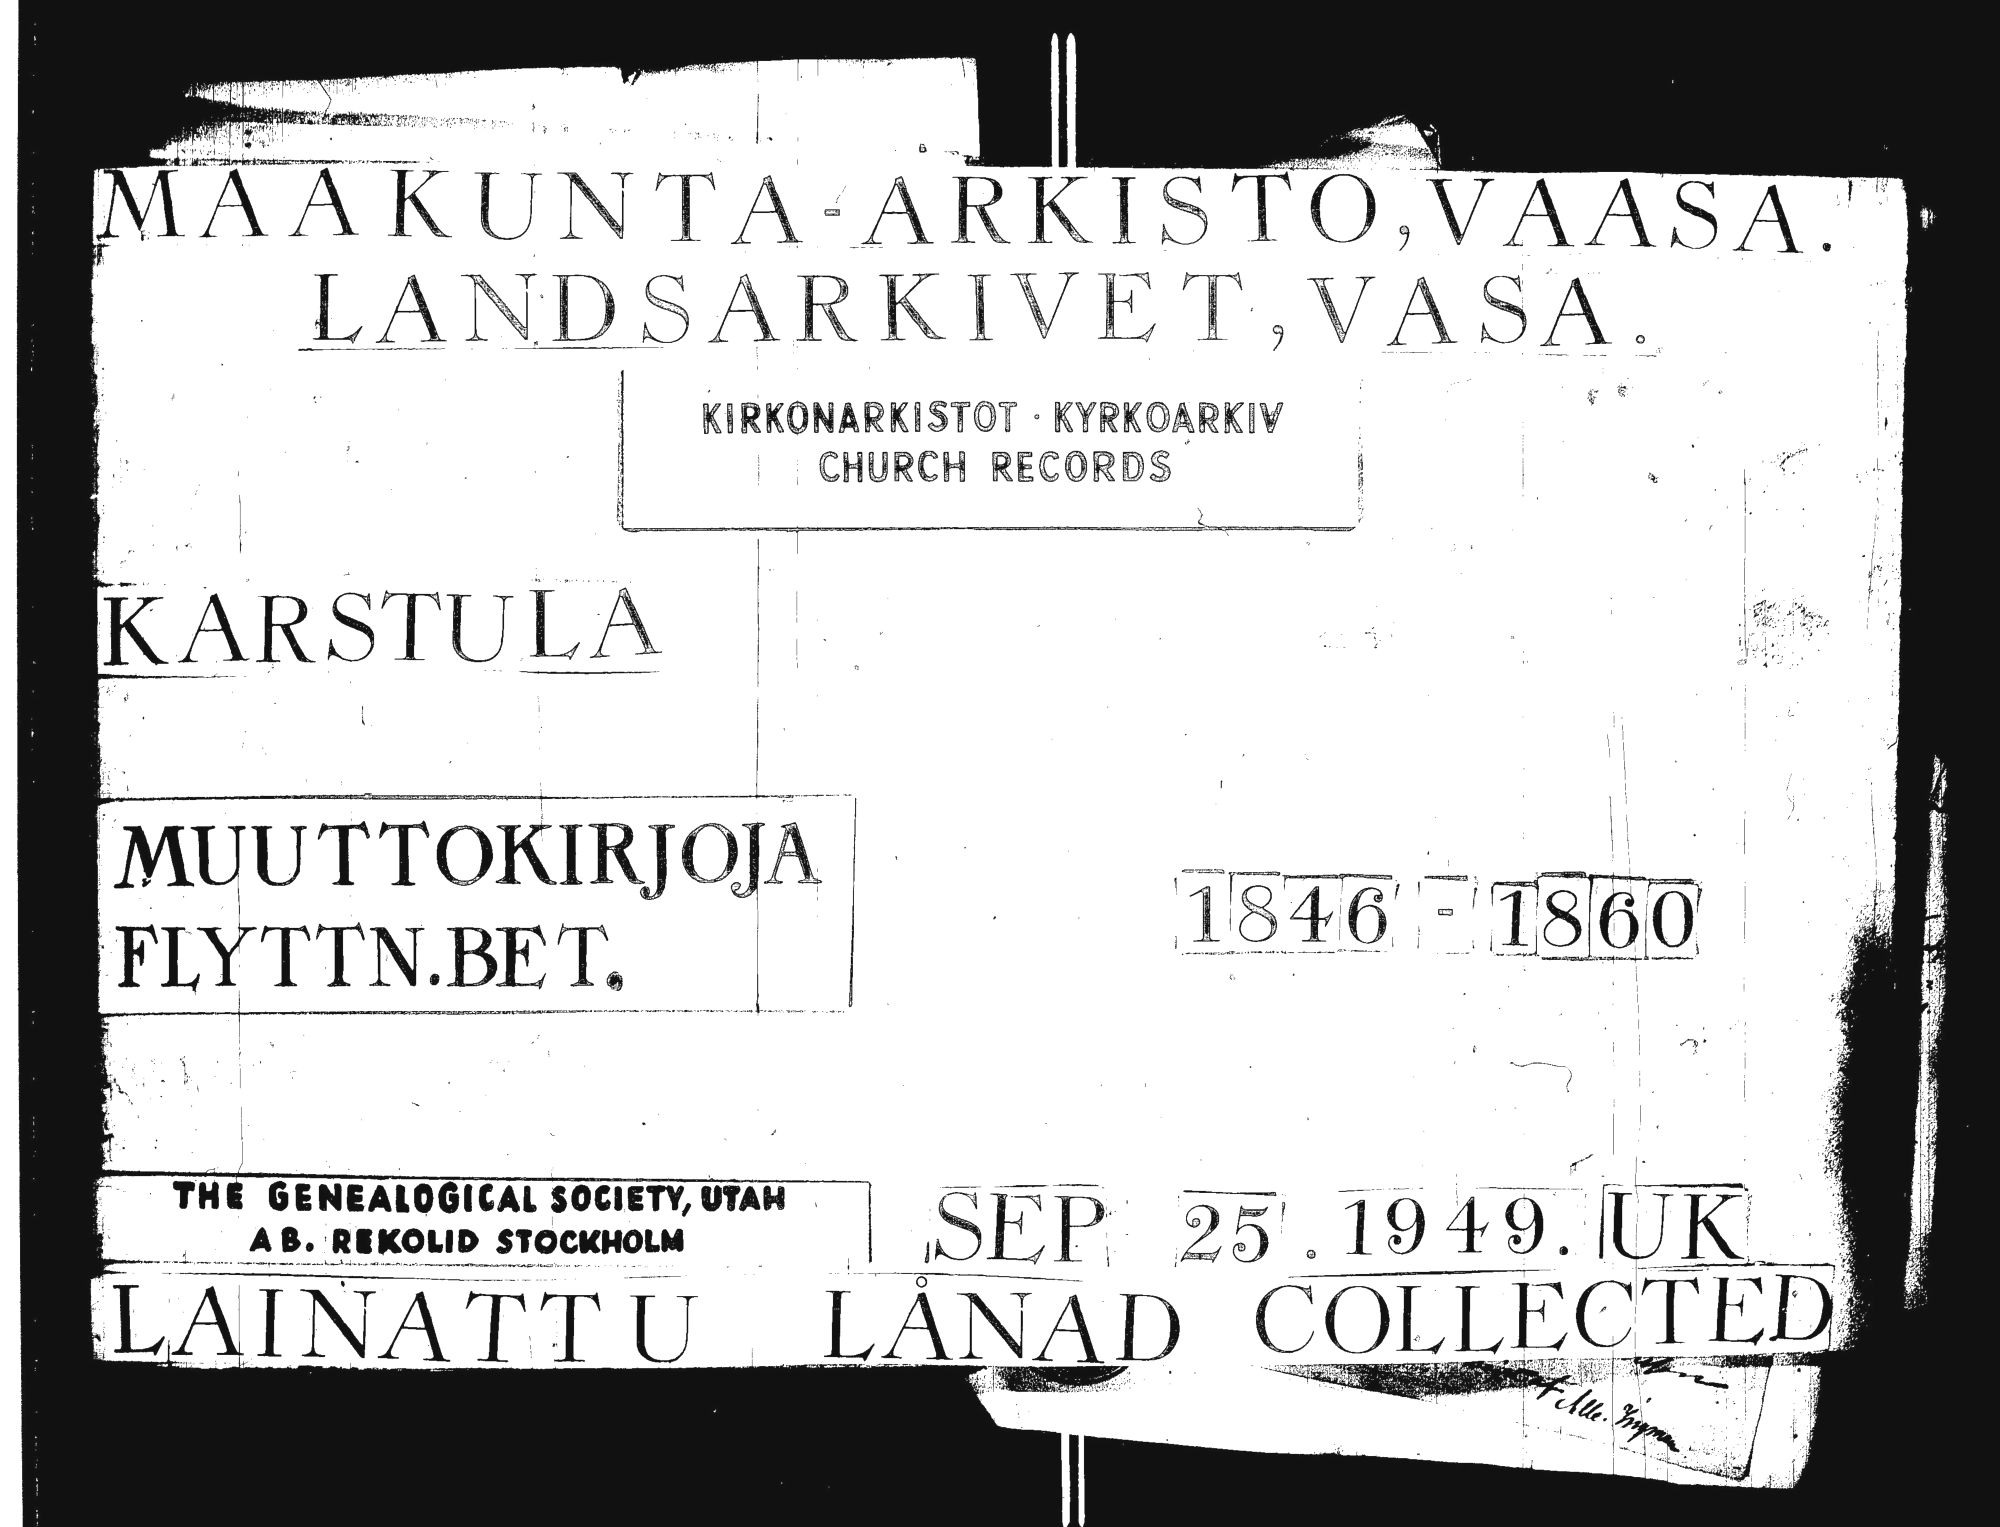 MAAKUNTA-ARKISTO, VAASA.
LANDSARKIVET, VASA.
KIRKONARKISTOT · KYRKOARKIV
CHURCH RECORDS
KARSTULA
MUUTTOKIRJOJA
FLYTTN.BET.
1846 - 1860
THE GENEALOGICAL SOCIETY, UTAH
AB. REKOLID STOCKHOLM
SEP 25. 1949. UK
LAINATTU LÅNAD COLLECTED